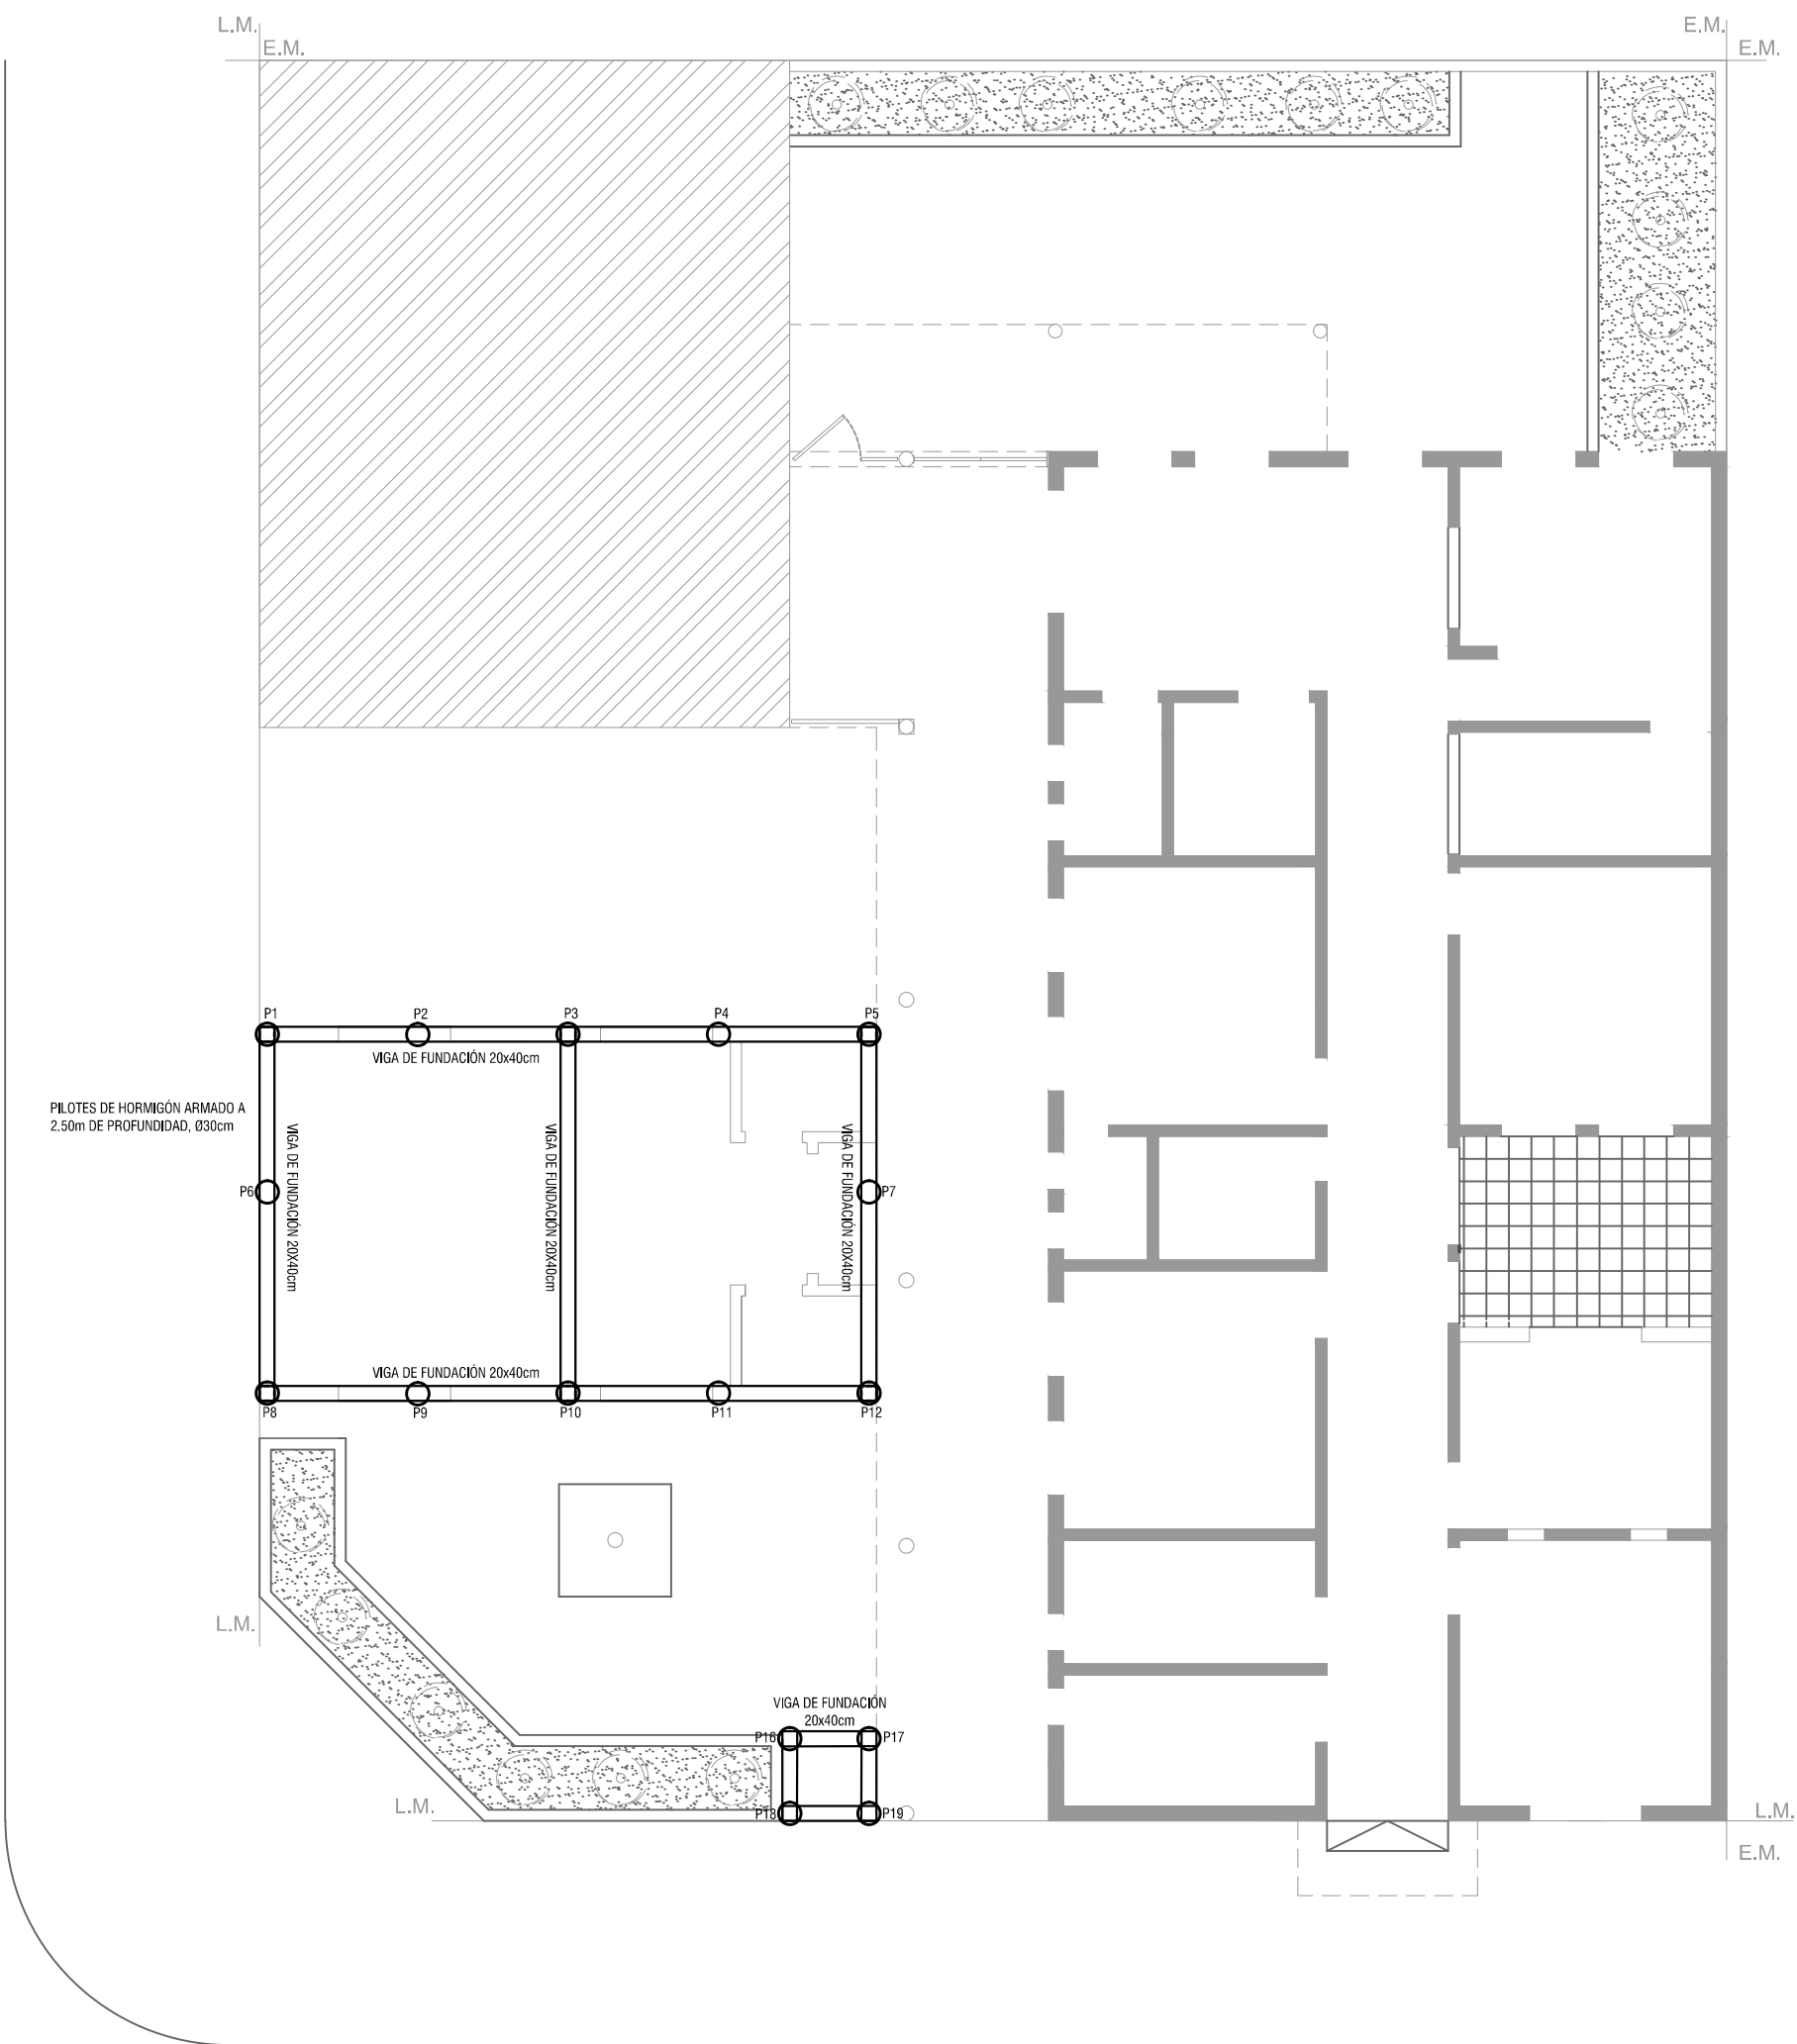 L.M.
E.M.
E.M.
E.M.
P1
P2
P3
P4
P5
VIGA DE FUNDACIÓN 20x40cm
PILOTES DE HORMIGÓN ARMADO A
2.50m DE PROFUNDIDAD, Ø30cm
VIGA DE FUNDACIÓN 20X40cm
VIGA DE FUNDACIÓN 20X40cm
VIGA DE FUNDACIÓN 20X40cm
P6
P7
VIGA DE FUNDACIÓN 20x40cm
P8
P9
P10
P11
P12
L.M.
VIGA DE FUNDACIÓN
20x40cm
P16
P17
L.M.
P18
P19
L.M.
E.M.